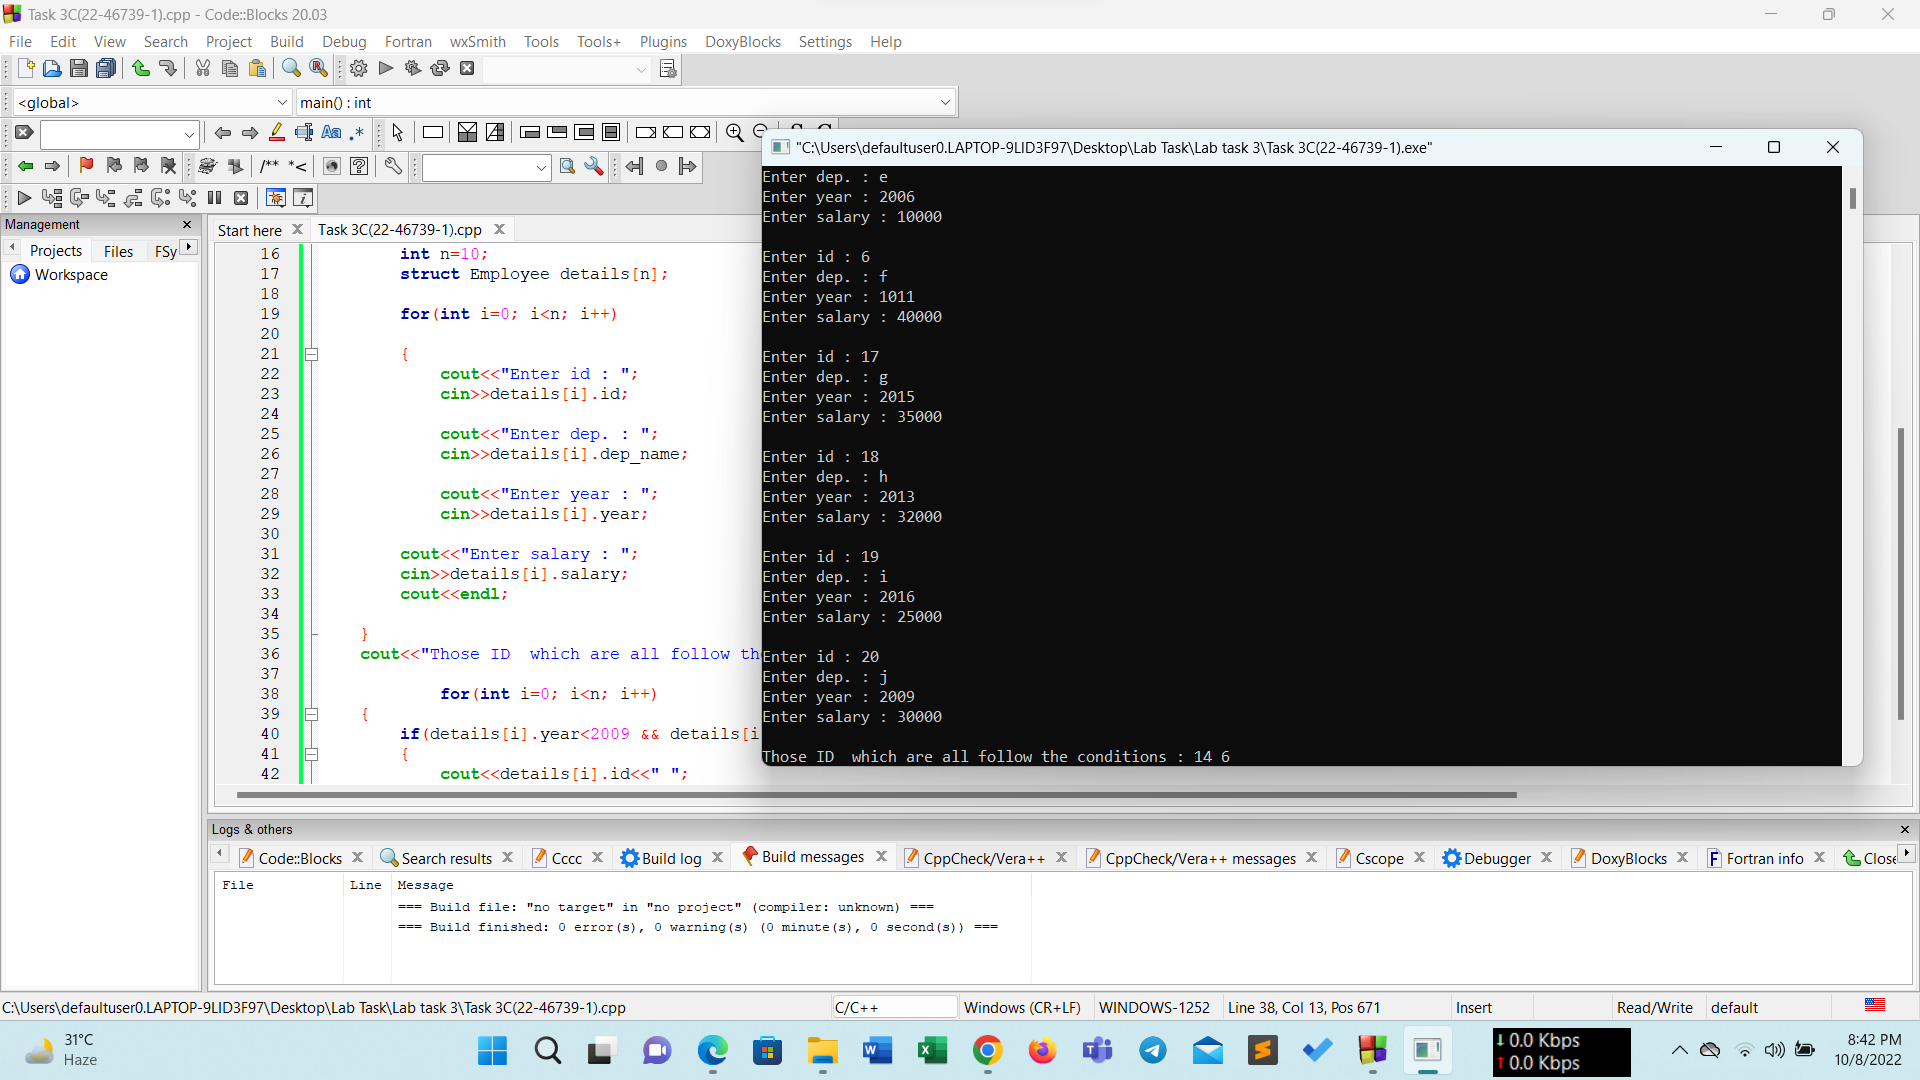 Task 3C(22-46739-1).cpp - Code::Blocks 20.03
File Edit View Search Project Build Debug Fortran wxSmith Tools Tools+ Plugins DoxyBlocks Settings Help
<global> main() : int
/** *<
Management
Projects Files FSy
Workspace
Start here Task 3C(22-46739-1).cpp
16 int n=10;
17 struct Employee details[n];
18
19 for(int i=0; i<n; i++)
20
21 {
22 cout<<"Enter id : ";
23 cin>>details[i].id;
24
25 cout<<"Enter dep. : ";
26 cin>>details[i].dep_name;
27
28 cout<<"Enter year : ";
29 cin>>details[i].year;
30
31 cout<<"Enter salary : ";
32 cin>>details[i].salary;
33 cout<<endl;
34
35 }
36 cout<<"Those ID  which are all follow th
37
38 for(int i=0; i<n; i++)
39 {
40 if(details[i].year<2009 && details[i
41 {
42 cout<<details[i].id<<" ";
"C:\Users\defaultuser0.LAPTOP-9LID3F97\Desktop\Lab Task\Lab task 3\Task 3C(22-46739-1).exe"
Enter dep. : e
Enter year : 2006
Enter salary : 10000
Enter id : 6
Enter dep. : f
Enter year : 1011
Enter salary : 40000
Enter id : 17
Enter dep. : g
Enter year : 2015
Enter salary : 35000
Enter id : 18
Enter dep. : h
Enter year : 2013
Enter salary : 32000
Enter id : 19
Enter dep. : i
Enter year : 2016
Enter salary : 25000
Enter id : 20
Enter dep. : j
Enter year : 2009
Enter salary : 30000
Those ID  which are all follow the conditions : 14 6
Logs & others
Code::Blocks Search results Cccc Build log Build messages CppCheck/Vera++ CppCheck/Vera++ messages Cscope Debugger DoxyBlocks Fortran info Close
File Line Message
=== Build file: "no target" in "no project" (compiler: unknown) ===
=== Build finished: 0 error(s), 0 warning(s) (0 minute(s), 0 second(s)) ===
C:\Users\defaultuser0.LAPTOP-9LID3F97\Desktop\Lab Task\Lab task 3\Task 3C(22-46739-1).cpp C/C++ Windows (CR+LF) WINDOWS-1252 Line 38, Col 13, Pos 671 Insert Read/Write default
31°C
Haze
0.0 Kbps
0.0 Kbps
8:42 PM
10/8/2022